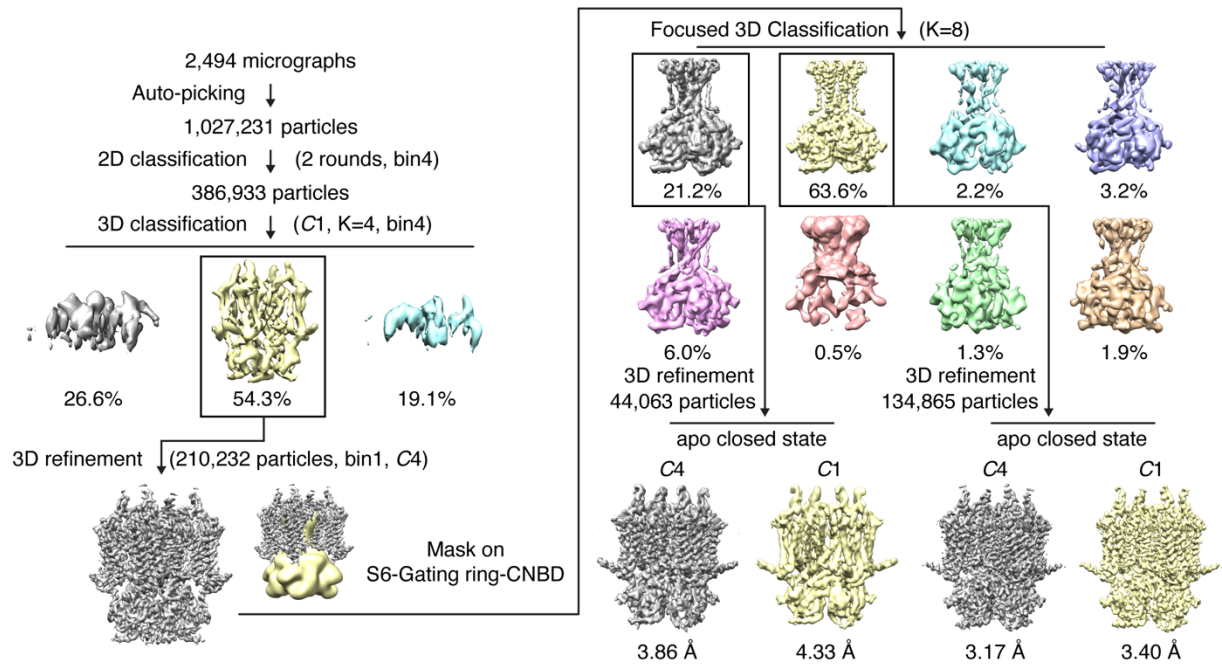 2,494 micrographs
Auto-picking
1,027,231 particles
2D classification (2 rounds, bin4)
386,933 particles
3D classification (C1, K=4, bin4)
26.6%
54.3%
19.1%
3D refinement (210,232 particles, bin1, C4)
Mask on
S6-Gating ring-CNBD
Focused 3D Classification (K=8)
21.2%
63.6%
2.2%
3.2%
6.0%
0.5%
1.3%
1.9%
3D refinement
44,063 particles
3D refinement
134,865 particles
apo closed state
C4
C1
3.86 Å
4.33 Å
apo closed state
C4
C1
3.17 Å
3.40 Å